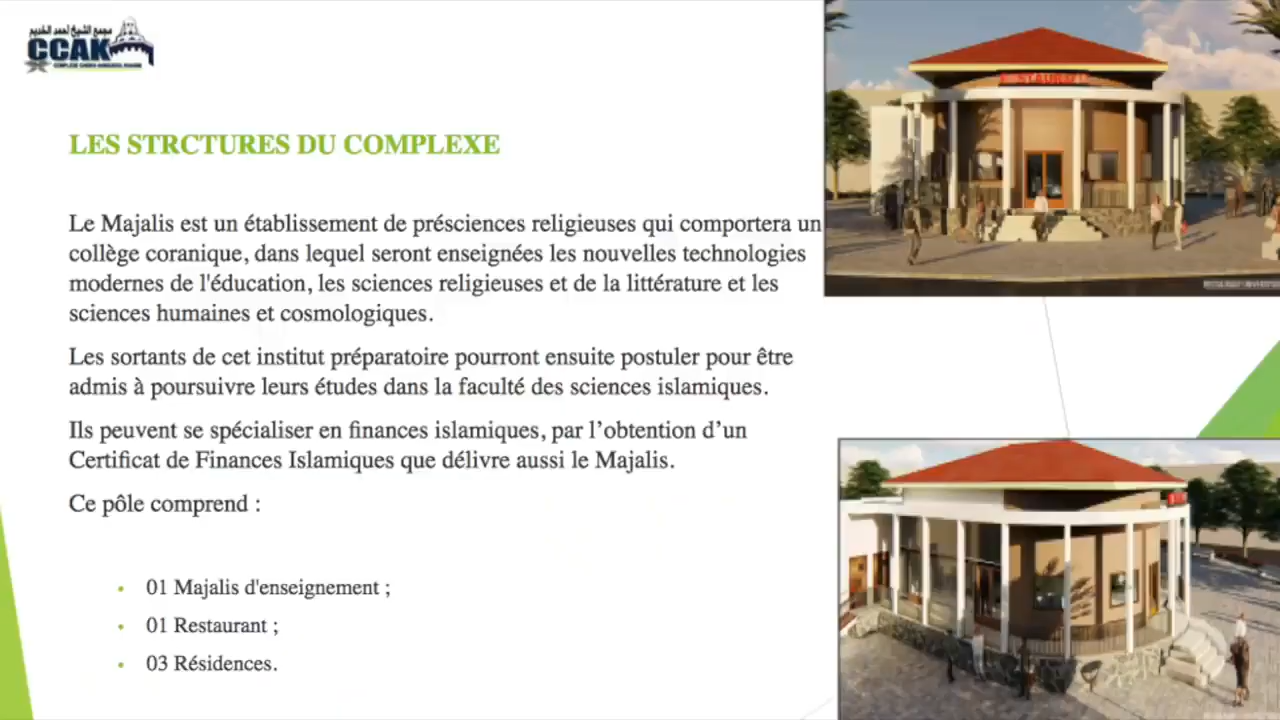 مجمع الشيخ أحمد الخديم
CCAK
LES STRCTURES DU COMPLEXE
Le Majalis est un établissement de présciences religieuses qui comportera un
collège coranique, dans lequel seront enseignées les nouvelles technologies
modernes de l'éducation, les sciences religieuses et de la littérature et les
sciences humaines et cosmologiques.
Les sortants de cet institut préparatoire pourront ensuite postuler pour être
admis à poursuivre leurs études dans la faculté des sciences islamiques.
Ils peuvent se spécialiser en finances islamiques, par l’obtention d’un
Certificat de Finances Islamiques que délivre aussi le Majalis.
Ce pôle comprend :
• 01 Majalis d'enseignement ;
• 01 Restaurant ;
• 03 Résidences.